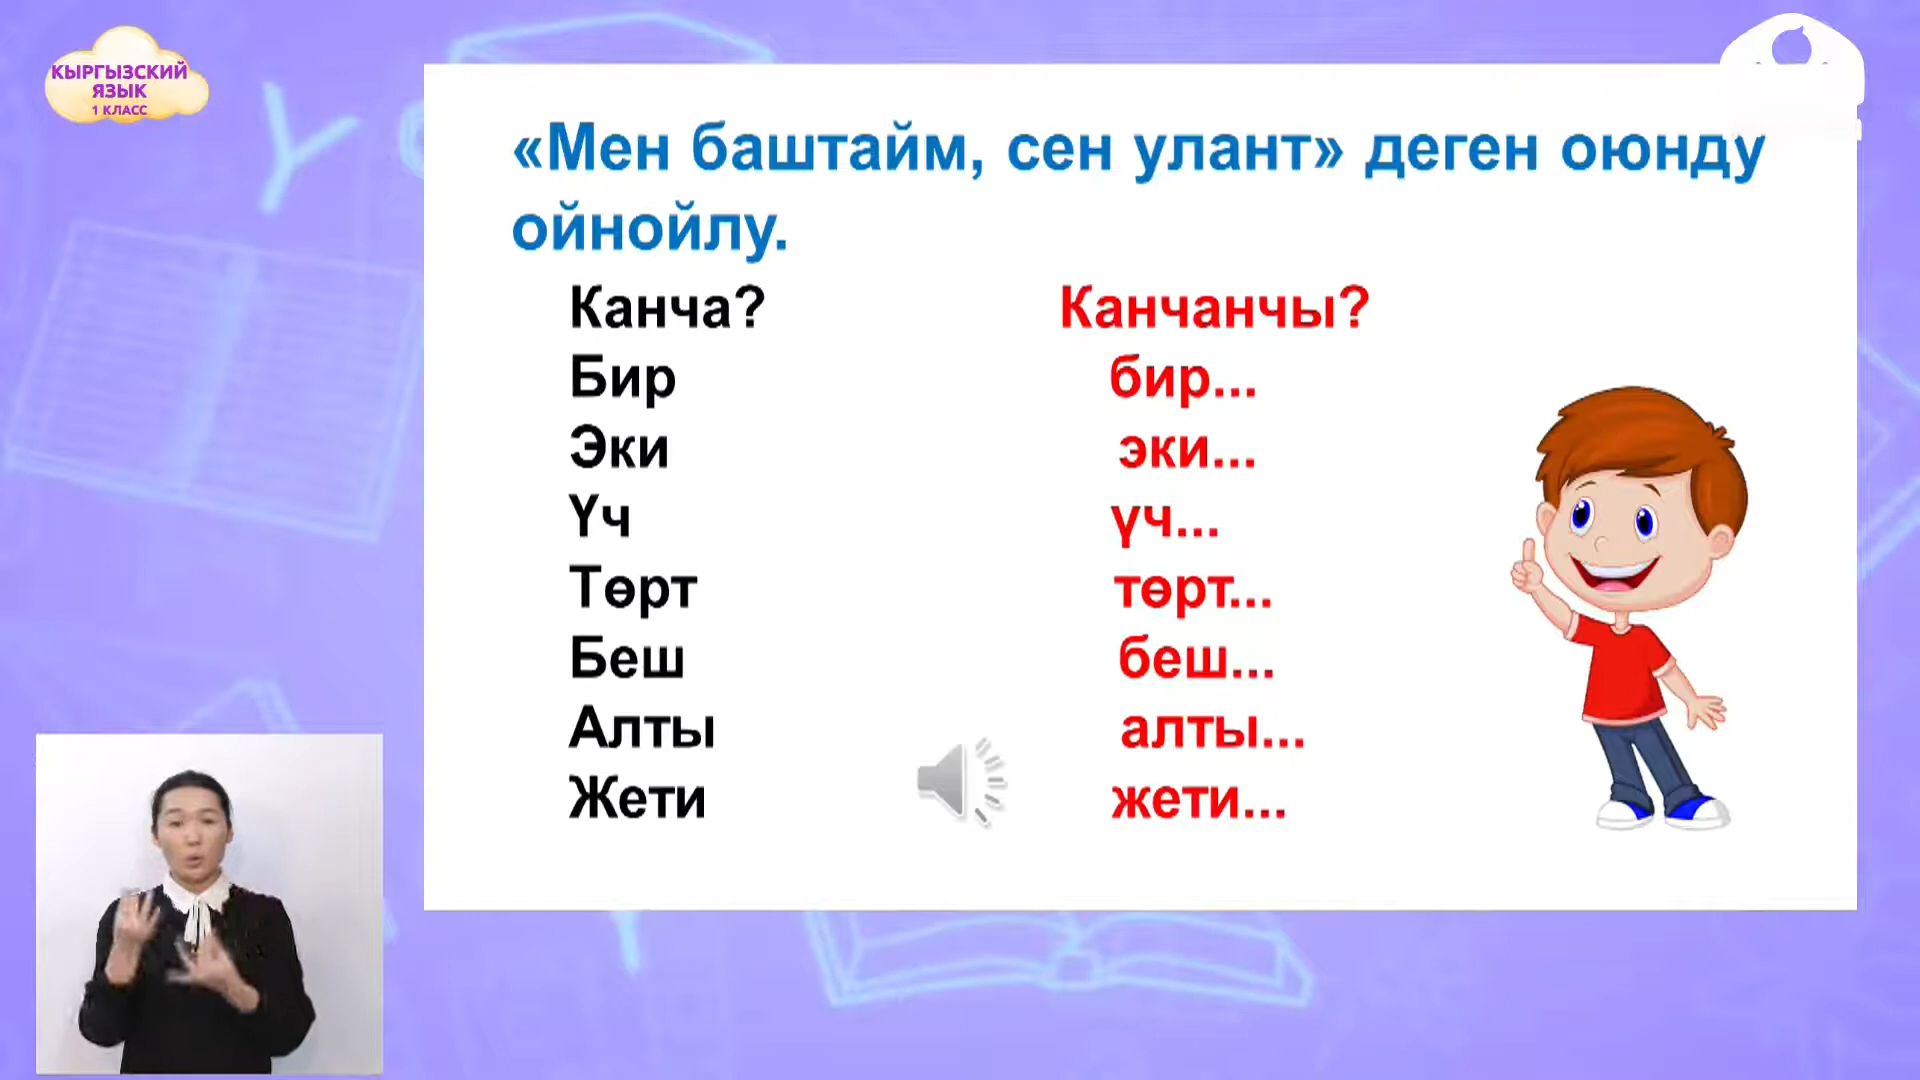 КЫРГЫЗСКИЙ
ЯЗЫК
1 КЛАСС
«Мен баштайм, сен улант» деген оюнду
ойнойлу.
Канча? Канчанчы?
Бир бир...
Эки эки...
Үч үч...
Төрт төрт...
Беш беш...
Алты алты...
Жети жети...